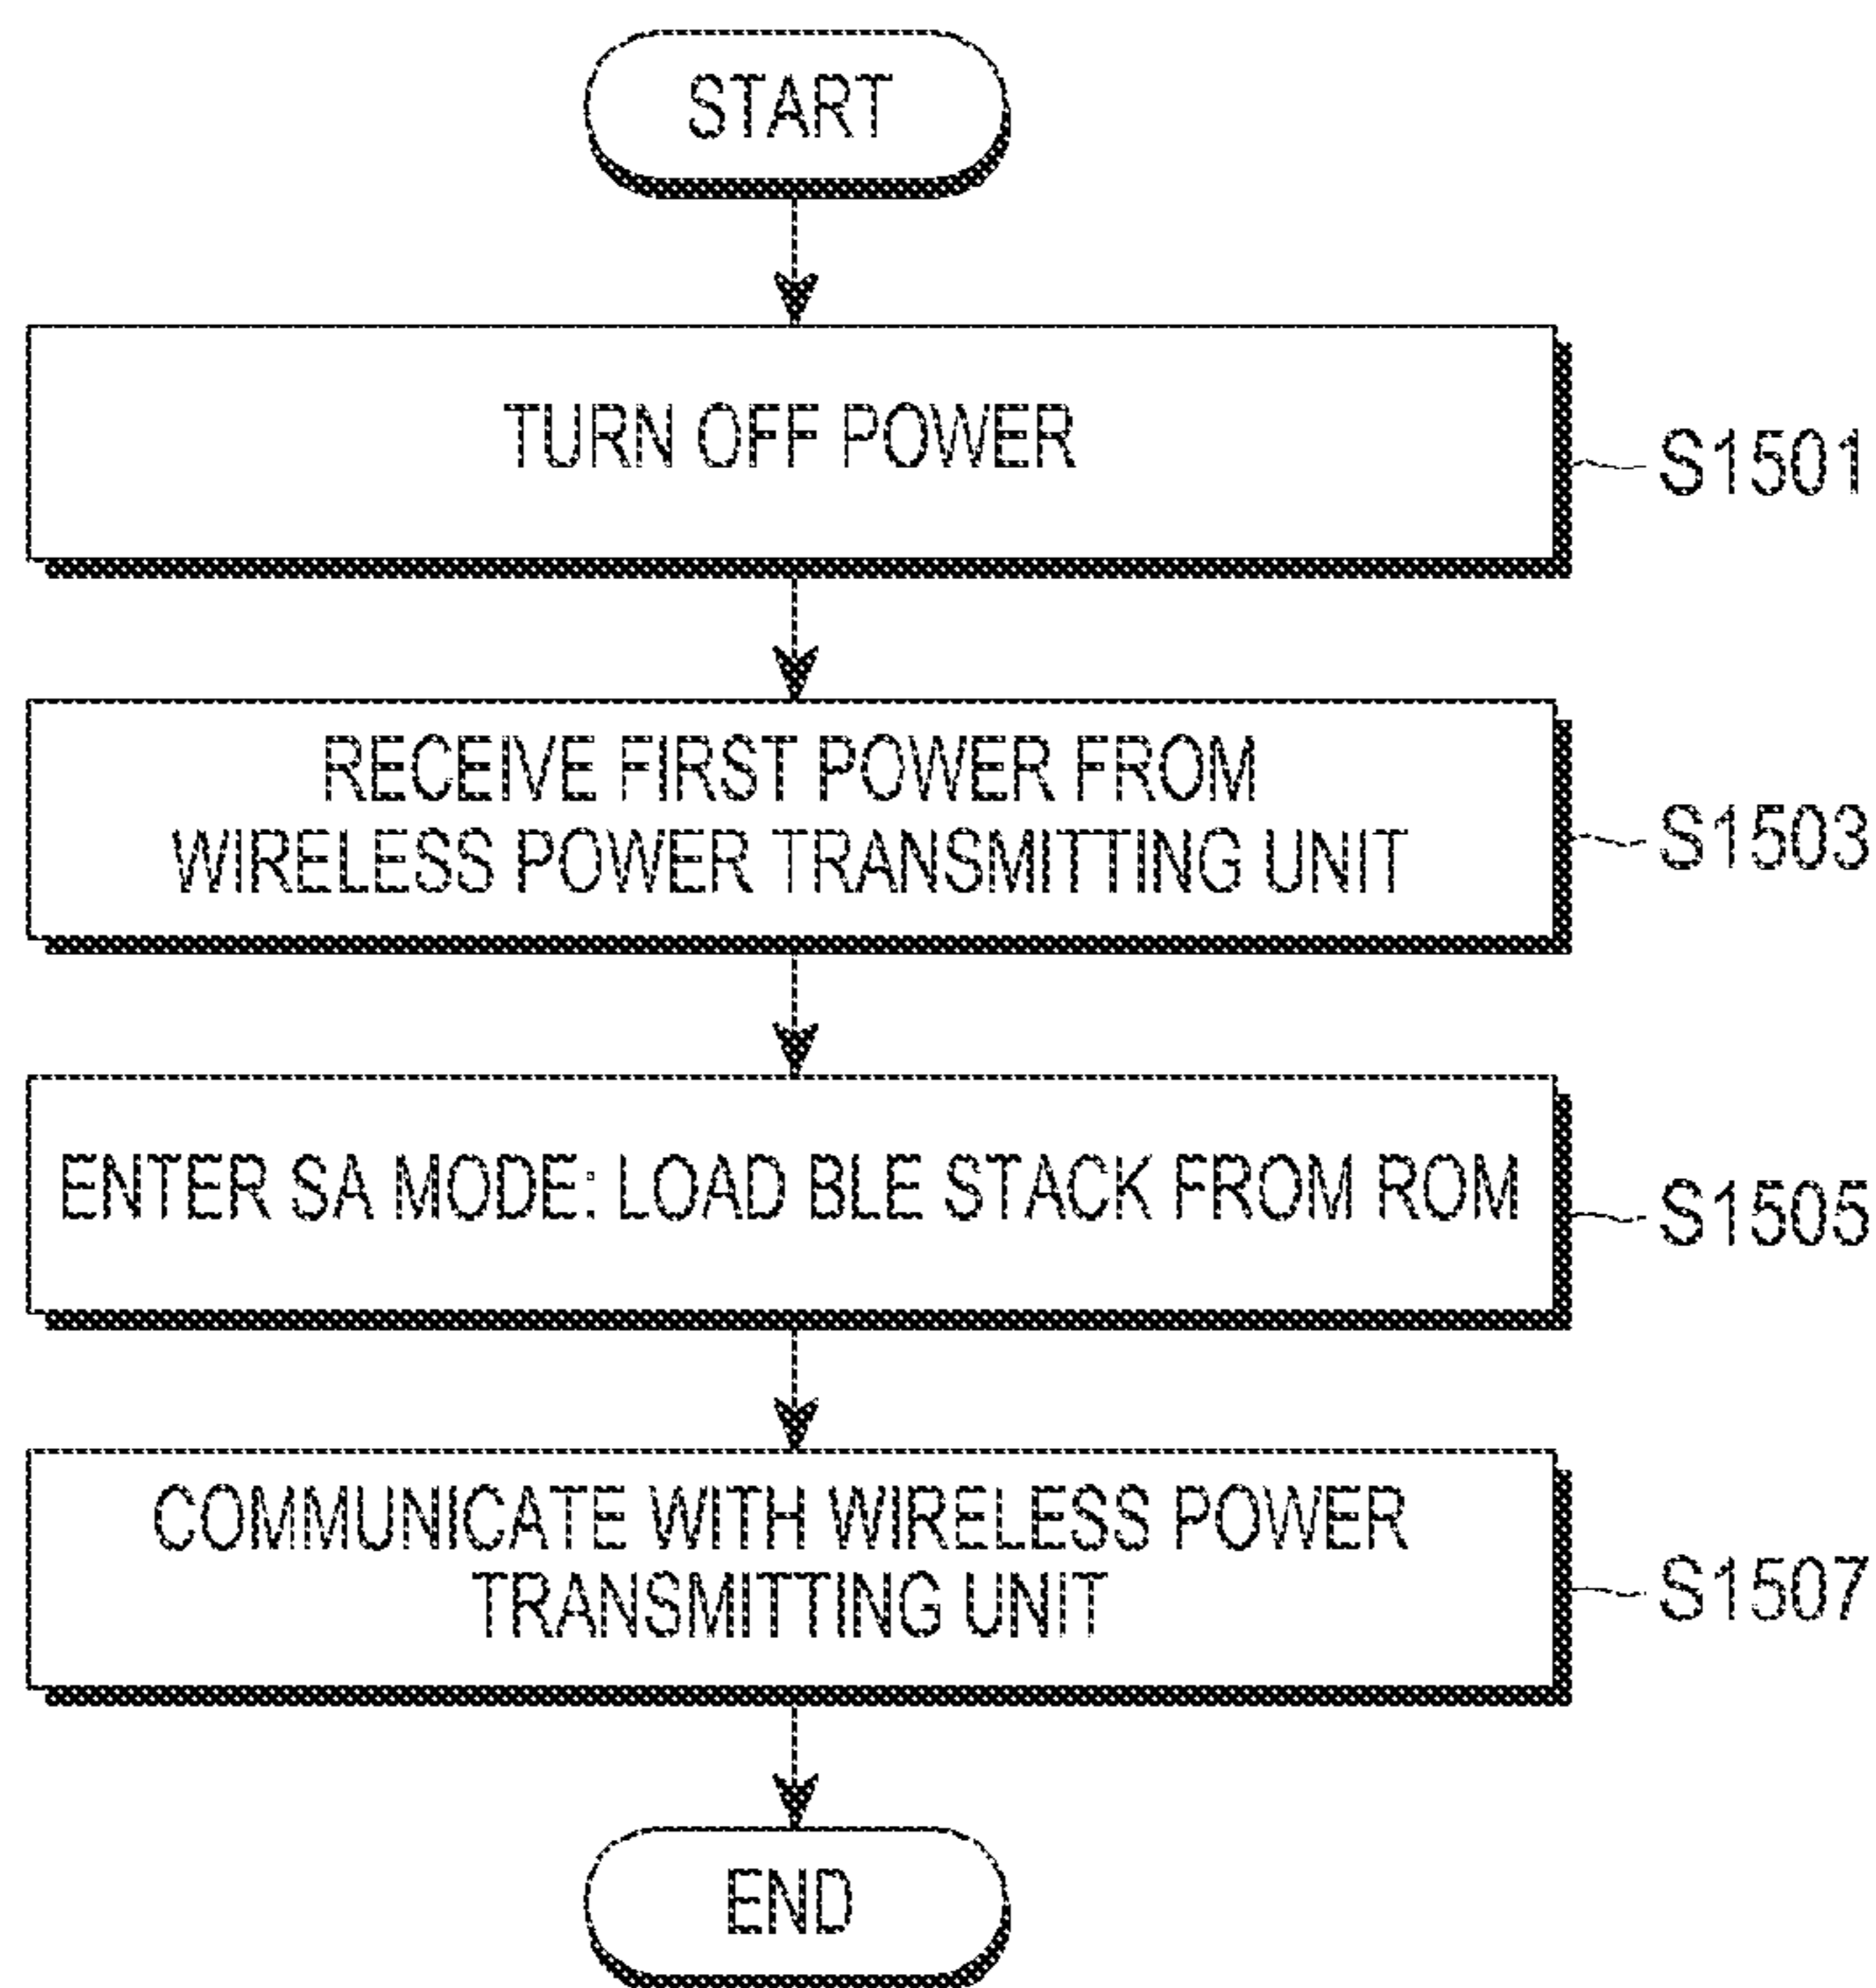 START
TURN OFF POWER
S1501
RECEIVE FIRST POWER FROM
WIRELESS POWER TRANSMITTING UNIT
S1503
ENTER SA MODE: LOAD BLE STACK FROM ROM
S1505
COMMUNICATE WITH WIRELESS POWER
TRANSMITTING UNIT
S1507
END